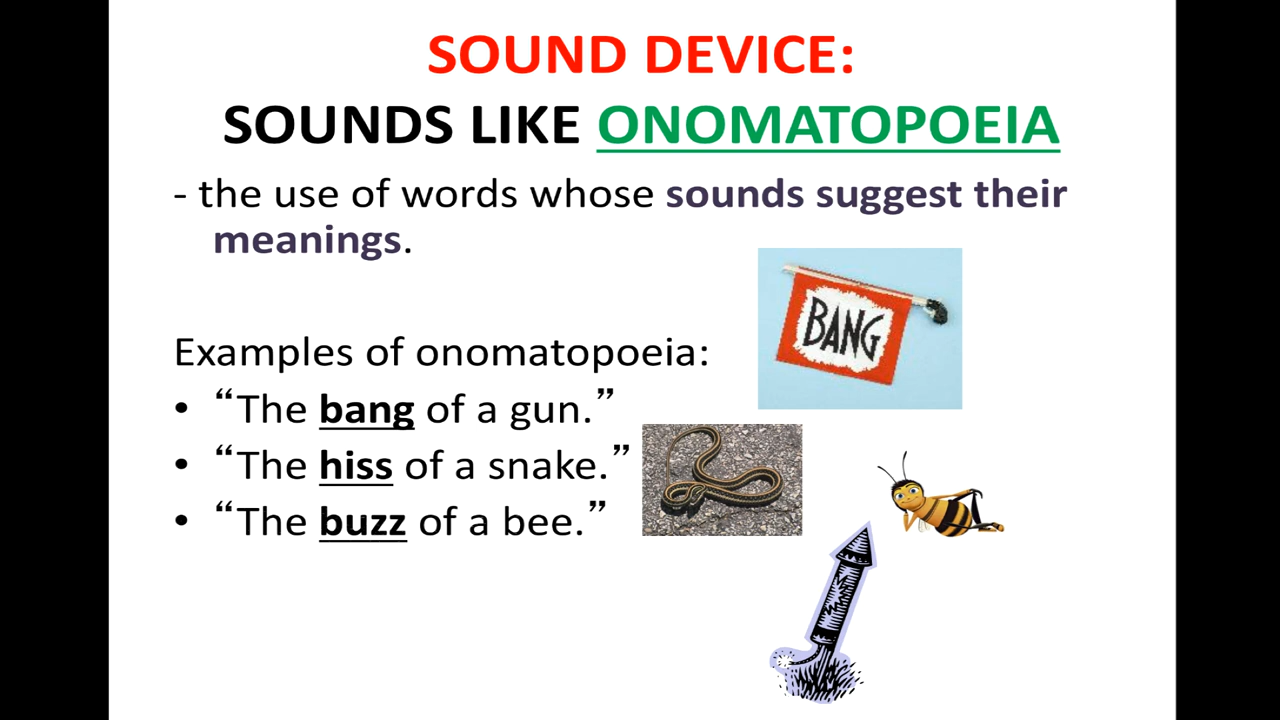 SOUND DEVICE:
SOUNDS LIKE ONOMATOPOEIA
- the use of words whose sounds suggest their
meanings.
BANG
Examples of onomatopoeia:
• “The bang of a gun.”
• “The hiss of a snake.”
• “The buzz of a bee.”